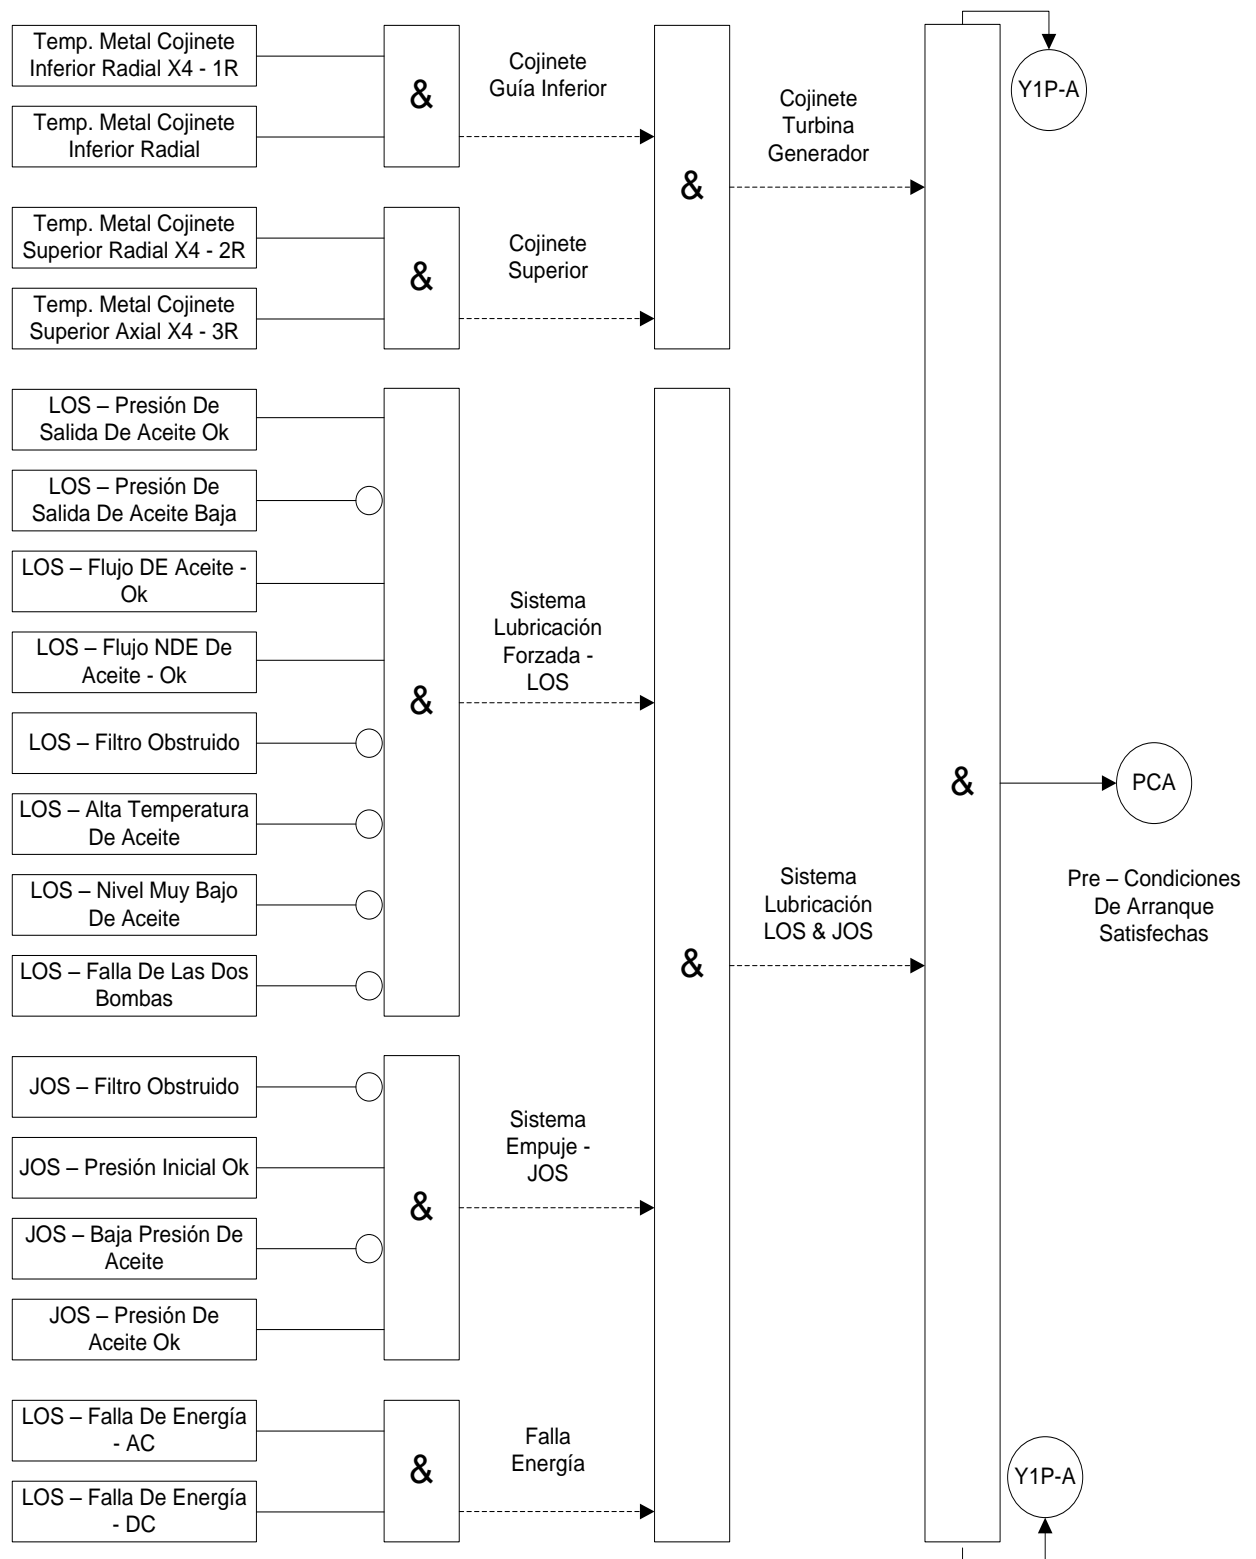 Temp. Metal Cojinete
Inferior Radial X4 - 1R
Temp. Metal Cojinete
Inferior Radial
&
Cojinete
Guía Inferior
Temp. Metal Cojinete
Superior Radial X4 - 2R
Temp. Metal Cojinete
Superior Axial X4 - 3R
&
Cojinete
Superior
&
Cojinete
Turbina
Generador
Y1P-A
LOS – Presión De
Salida De Aceite Ok
LOS – Presión De
Salida De Aceite Baja
LOS – Flujo DE Aceite -
Ok
LOS – Flujo NDE De
Aceite - Ok
LOS – Filtro Obstruido
LOS – Alta Temperatura
De Aceite
LOS – Nivel Muy Bajo
De Aceite
LOS – Falla De Las Dos
Bombas
&
Sistema
Lubricación
Forzada -
LOS
JOS – Filtro Obstruido
JOS – Presión Inicial Ok
JOS – Baja Presión De
Aceite
JOS – Presión De
Aceite Ok
&
Sistema
Empuje -
JOS
LOS – Falla De Energía
- AC
LOS – Falla De Energía
- DC
&
Falla
Energía
&
Sistema
Lubricación
LOS & JOS
&
PCA
Pre – Condiciones
De Arranque
Satisfechas
Y1P-A